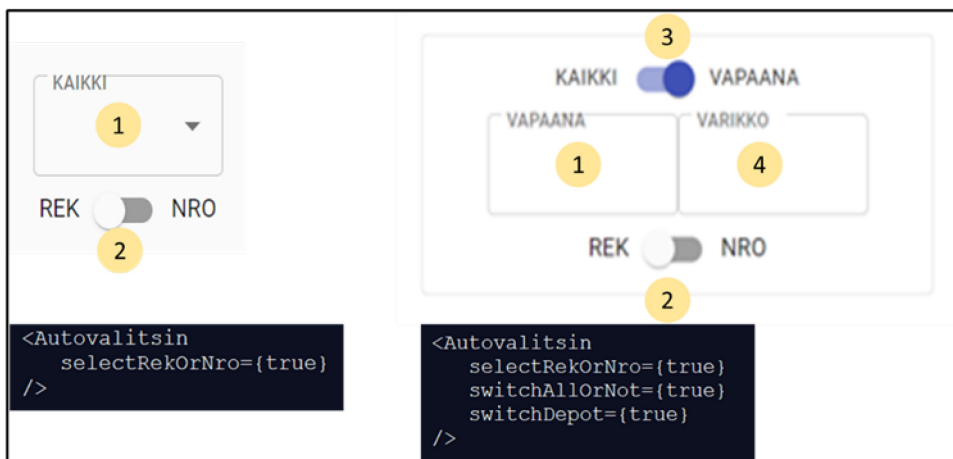 KAIKKI
1
REK NRO
2
<Autovalitsin
selectRekOrNro={true}
/>
3
KAIKKI VAPAANA
VAPAANA VARIKKO
1 4
REK NRO
2
<Autovalitsin
selectRekOrNro={true}
switchAllOrNot={true}
switchDepot={true}
/>